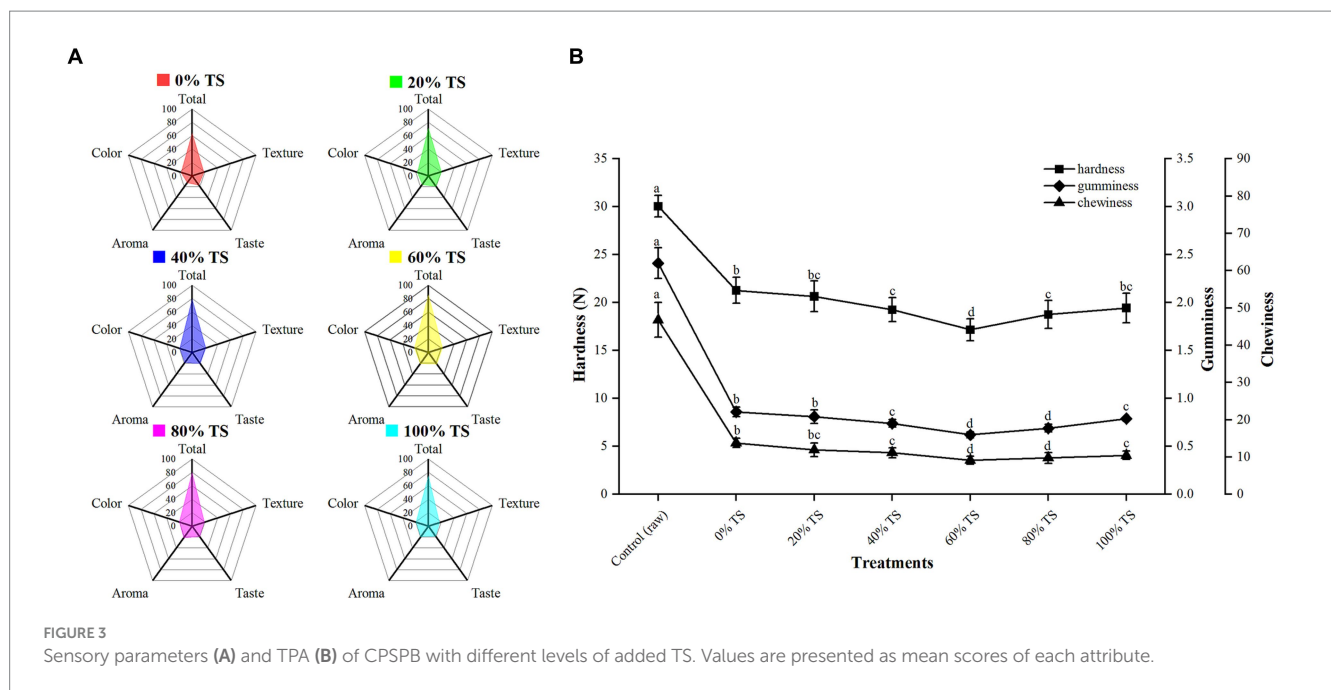 A
0% TS
Total
100
80
60
40
20
0
Color
Texture
Aroma
Taste
20% TS
Total
100
80
60
40
20
0
Color
Texture
Aroma
Taste
40% TS
Total
100
80
60
40
20
0
Color
Texture
Aroma
Taste
60% TS
Total
100
80
60
40
20
0
Color
Texture
Aroma
Taste
80% TS
Total
100
80
60
40
20
0
Color
Texture
Aroma
Taste
100% TS
Total
100
80
60
40
20
0
Color
Texture
Aroma
Taste
B
hardness
gumminess
chewiness
Hardness (N)
35
30
25
20
15
10
5
0
a
b
bc
c
d
c
bc
a
b
b
c
d
d
c
a
b
bc
c
d
d
c
Gumminess
3.5
3.0
2.5
2.0
1.5
1.0
0.5
0.0
Chewiness
90
80
70
60
50
40
30
20
10
0
Control (raw)
0% TS
20% TS
40% TS
60% TS
80% TS
100% TS
Treatments
FIGURE 3
Sensory parameters (A) and TPA (B) of CPSPB with different levels of added TS. Values are presented as mean scores of each attribute.